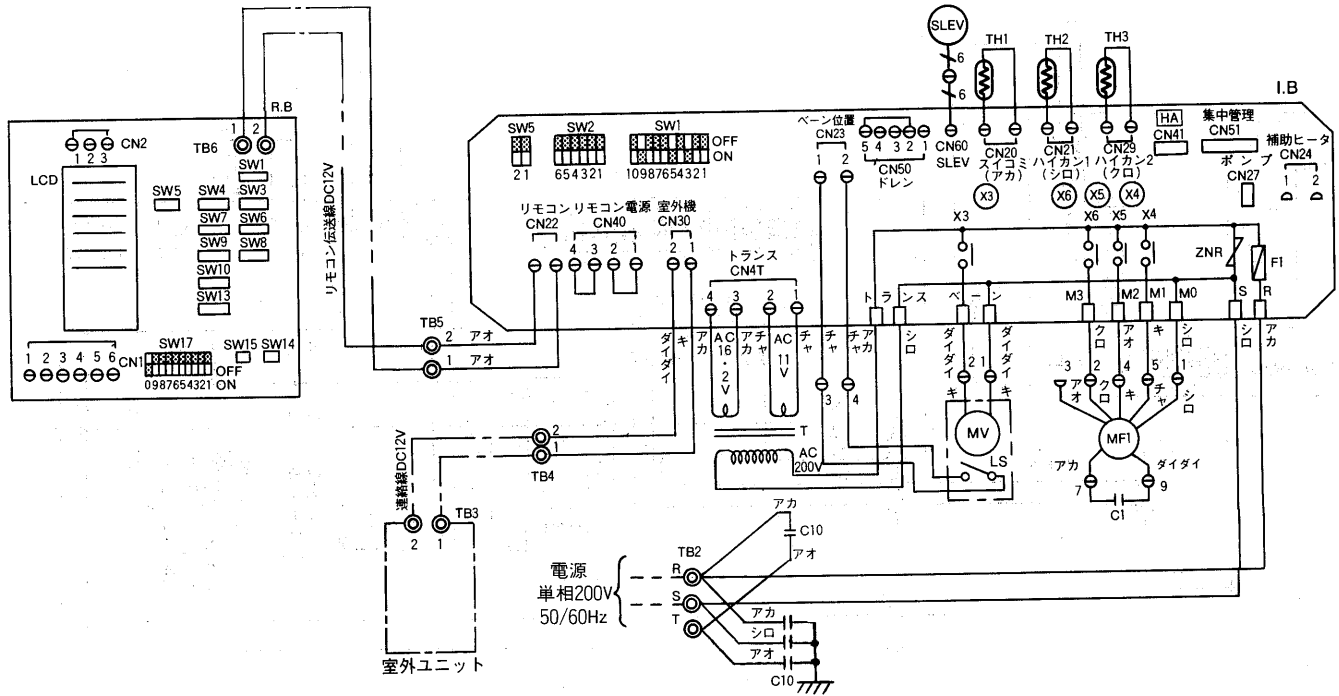 R.B
1 2
TB6
CN2
1 2 3
LCD
SW1
SW5 SW4 SW3
SW7 SW6
SW9 SW8
SW10
SW13
1 2 3 4 5 6
CN1
SW17
SW15 SW14
OFF
ON
0987654321
リモコン伝送線DC12V
TB5
2 アオ
1 アオ
連絡線DC12V
2
1
TB4
TB3
2 1
室外ユニット
I.B
SW5
21
SW2
654321
SW1
OFF
ON
10987654321
リモコン
CN22
リモコン電源
CN40
4 3 2 1
室外機
CN30
2 1
ダイダイ
キ
トランス
CN4T
4 3 2 1
アカ
AC16.2V
アカ
チャ
AC11V
チャ
T
AC
200V
ベーン位置
CN23
1 2
チャ
チャ
3 4
5 4 3 2 1
CN50
ドレン
SLEV
6
6
CN60
SLEV
TH1
CN20
スイコミ
(アカ)
X3
TH2
CN21
ハイカン1
(シロ)
X6
TH3
CN29
ハイカン2
(クロ)
X5 X4
HA
CN41
集中管理
CN51
ポンプ
CN27
補助ヒータ
CN24
1 2
X3
X6 X5 X4
ZNR
F1
トランス
アカ
シロ
ベーン
ダイダイ
ダイダイ
2 1
キ
キ
MV
LS
M3 M2 M1 M0
クロ
アオ
キ
シロ
3 2 4 5 1
アオ
クロ
キ
チャ
シロ
MF1
アカ
ダイダイ
7 9
C1
S R
シロ
アカ
電源
単相200V
50/60Hz
TB2
R
S
T
アカ
C10
アオ
アカ
シロ
アオ
C10